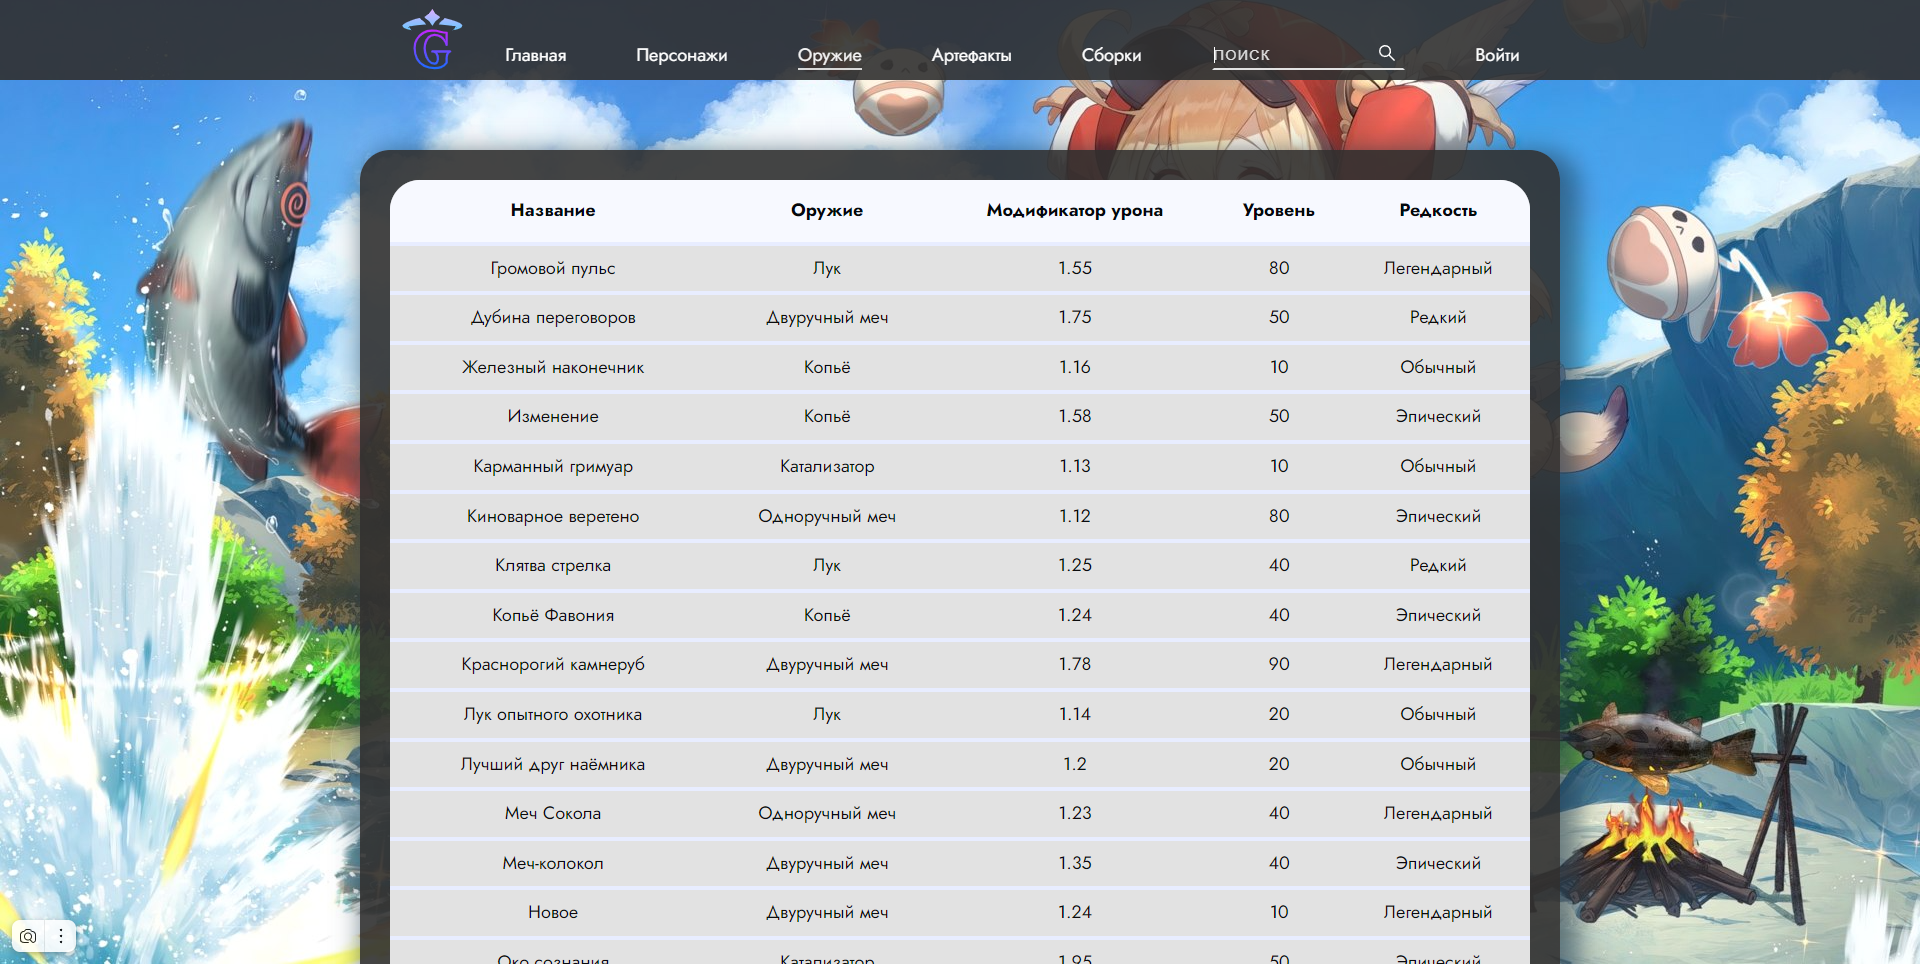 G
Главная Персонажи Оружие Артефакты Сборки поиск Войти
Название Оружие Модификатор урона Уровень Редкость
Громовой пульс Лук 1.55 80 Легендарный
Дубина переговоров Двуручный меч 1.75 50 Редкий
Железный наконечник Копьё 1.16 10 Обычный
Изменение Копьё 1.58 50 Эпический
Карманный гримуар Катализатор 1.13 10 Обычный
Киноварное веретено Одноручный меч 1.12 80 Эпический
Клятва стрелка Лук 1.25 40 Редкий
Копьё Фавония Копьё 1.24 40 Эпический
Краснорогий камнеруб Двуручный меч 1.78 90 Легендарный
Лук опытного охотника Лук 1.14 20 Обычный
Лучший друг наёмника Двуручный меч 1.2 20 Обычный
Меч Сокола Одноручный меч 1.23 40 Легендарный
Меч-колокол Двуручный меч 1.35 40 Эпический
Новое Двуручный меч 1.24 10 Легендарный
Око сознания Катализатор 1.95 50 Эпический